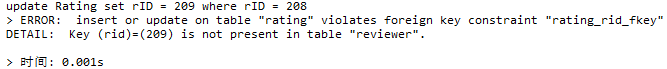 update Rating set rID = 209 where rID = 208
> ERROR:  insert or update on table "rating" violates foreign key constraint "rating_rid_fkey"
DETAIL:  Key (rid)=(209) is not present in table "reviewer".
> 时间: 0.001s